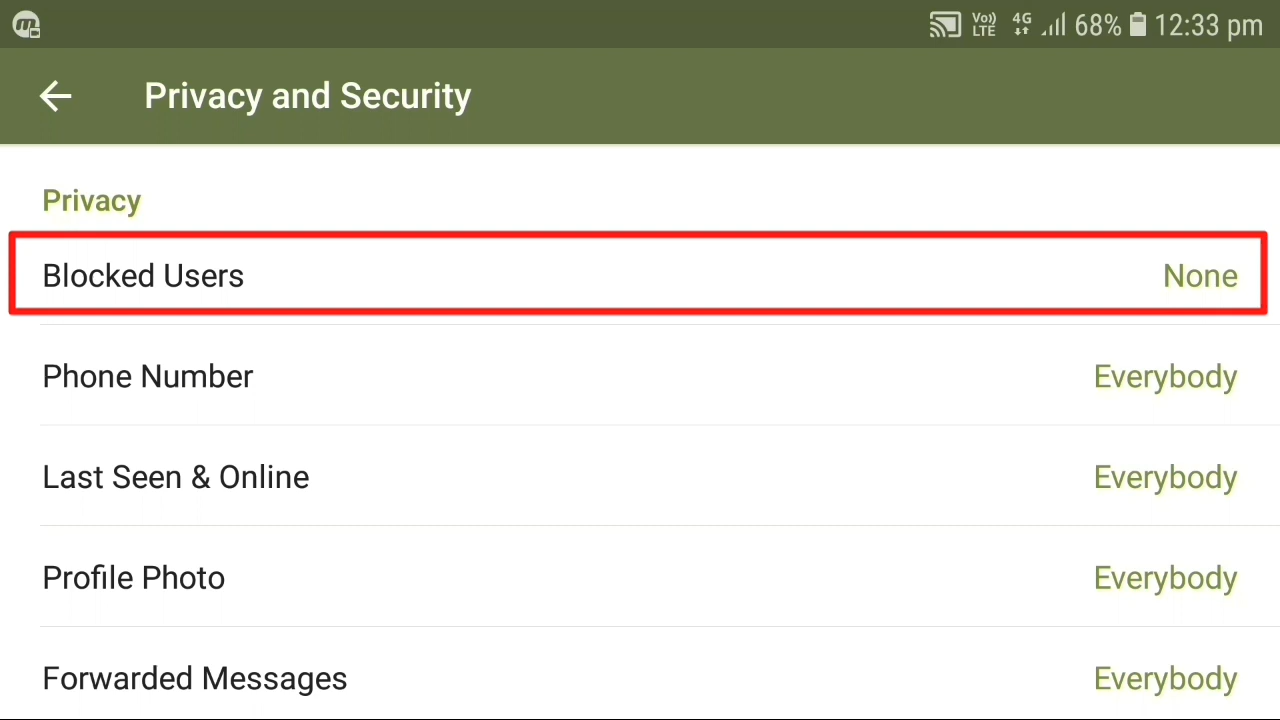 Vo)) LTE 4G 68% 12:33 pm
Privacy and Security
Privacy
Blocked Users None
Phone Number Everybody
Last Seen & Online Everybody
Profile Photo Everybody
Forwarded Messages Everybody